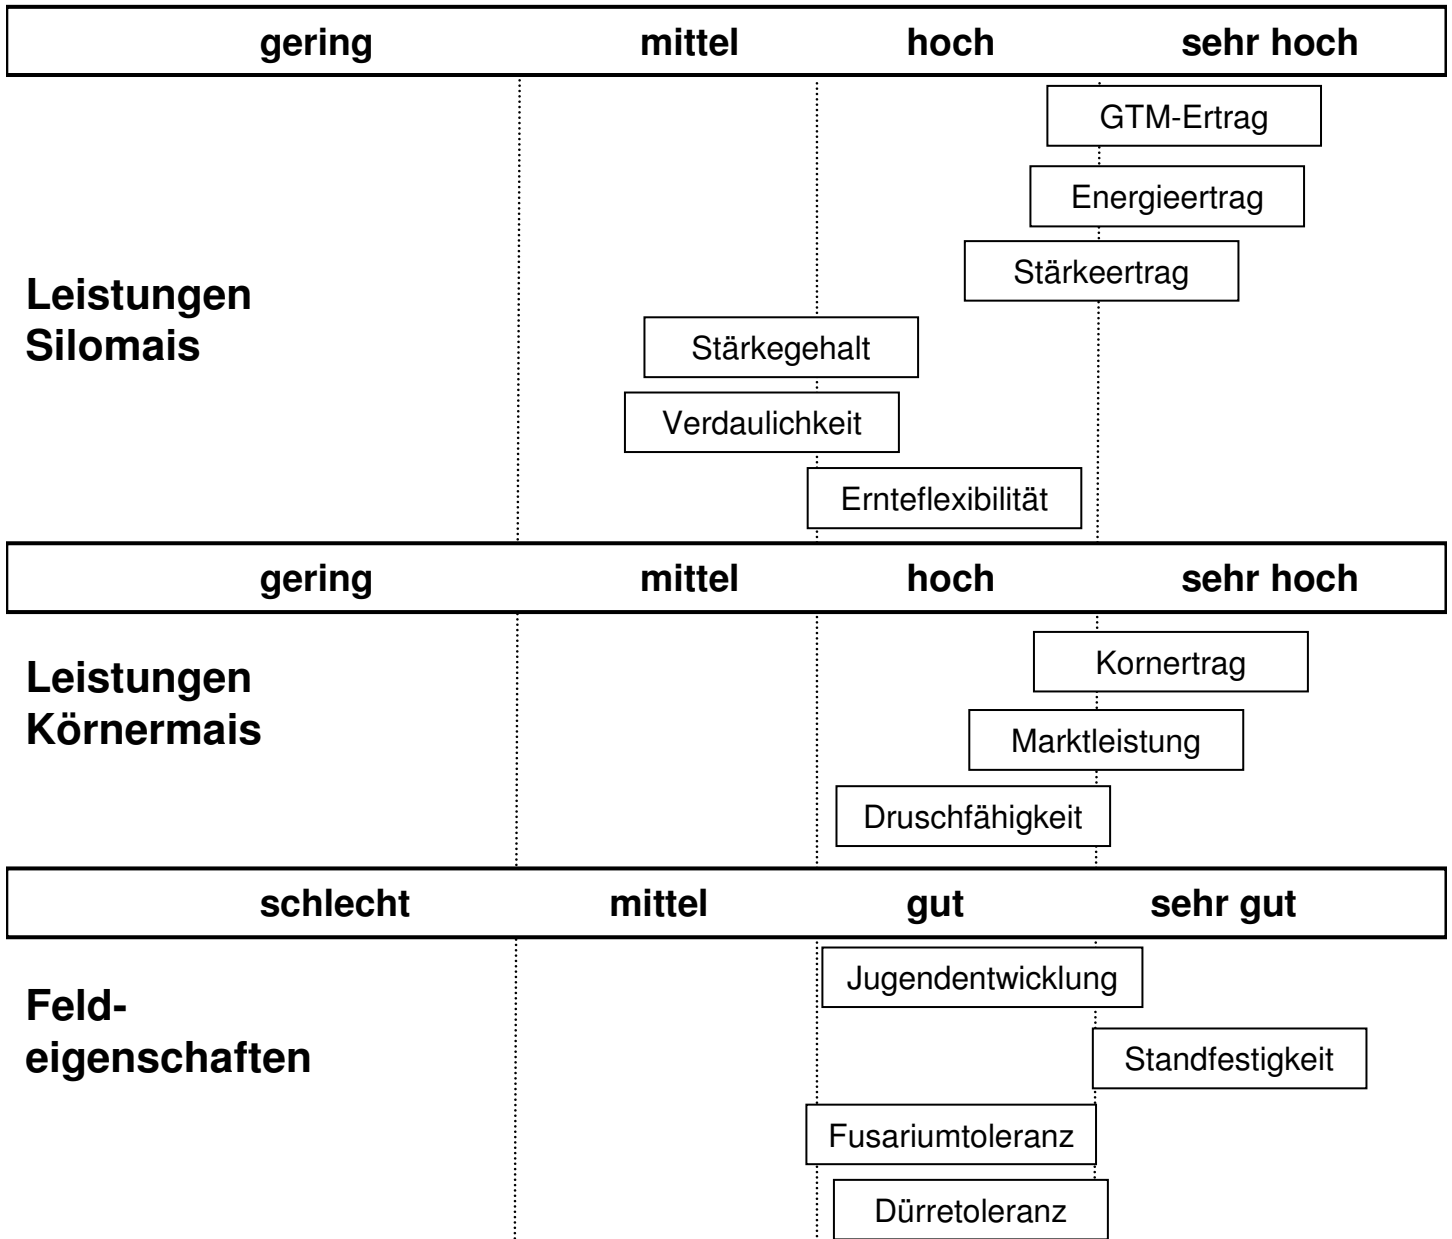 gering mittel hoch sehr hoch
GTM-Ertrag
Energieertrag
Stärkeertrag
Leistungen
Silomais
Stärkegehalt
Verdaulichkeit
Ernteflexibilität
gering mittel hoch sehr hoch
Kornertrag
Leistungen
Körnermais
Marktleistung
Druschfähigkeit
schlecht mittel gut sehr gut
Jugendentwicklung
Feld-
eigenschaften
Standfestigkeit
Fusariumtoleranz
Dürretoleranz